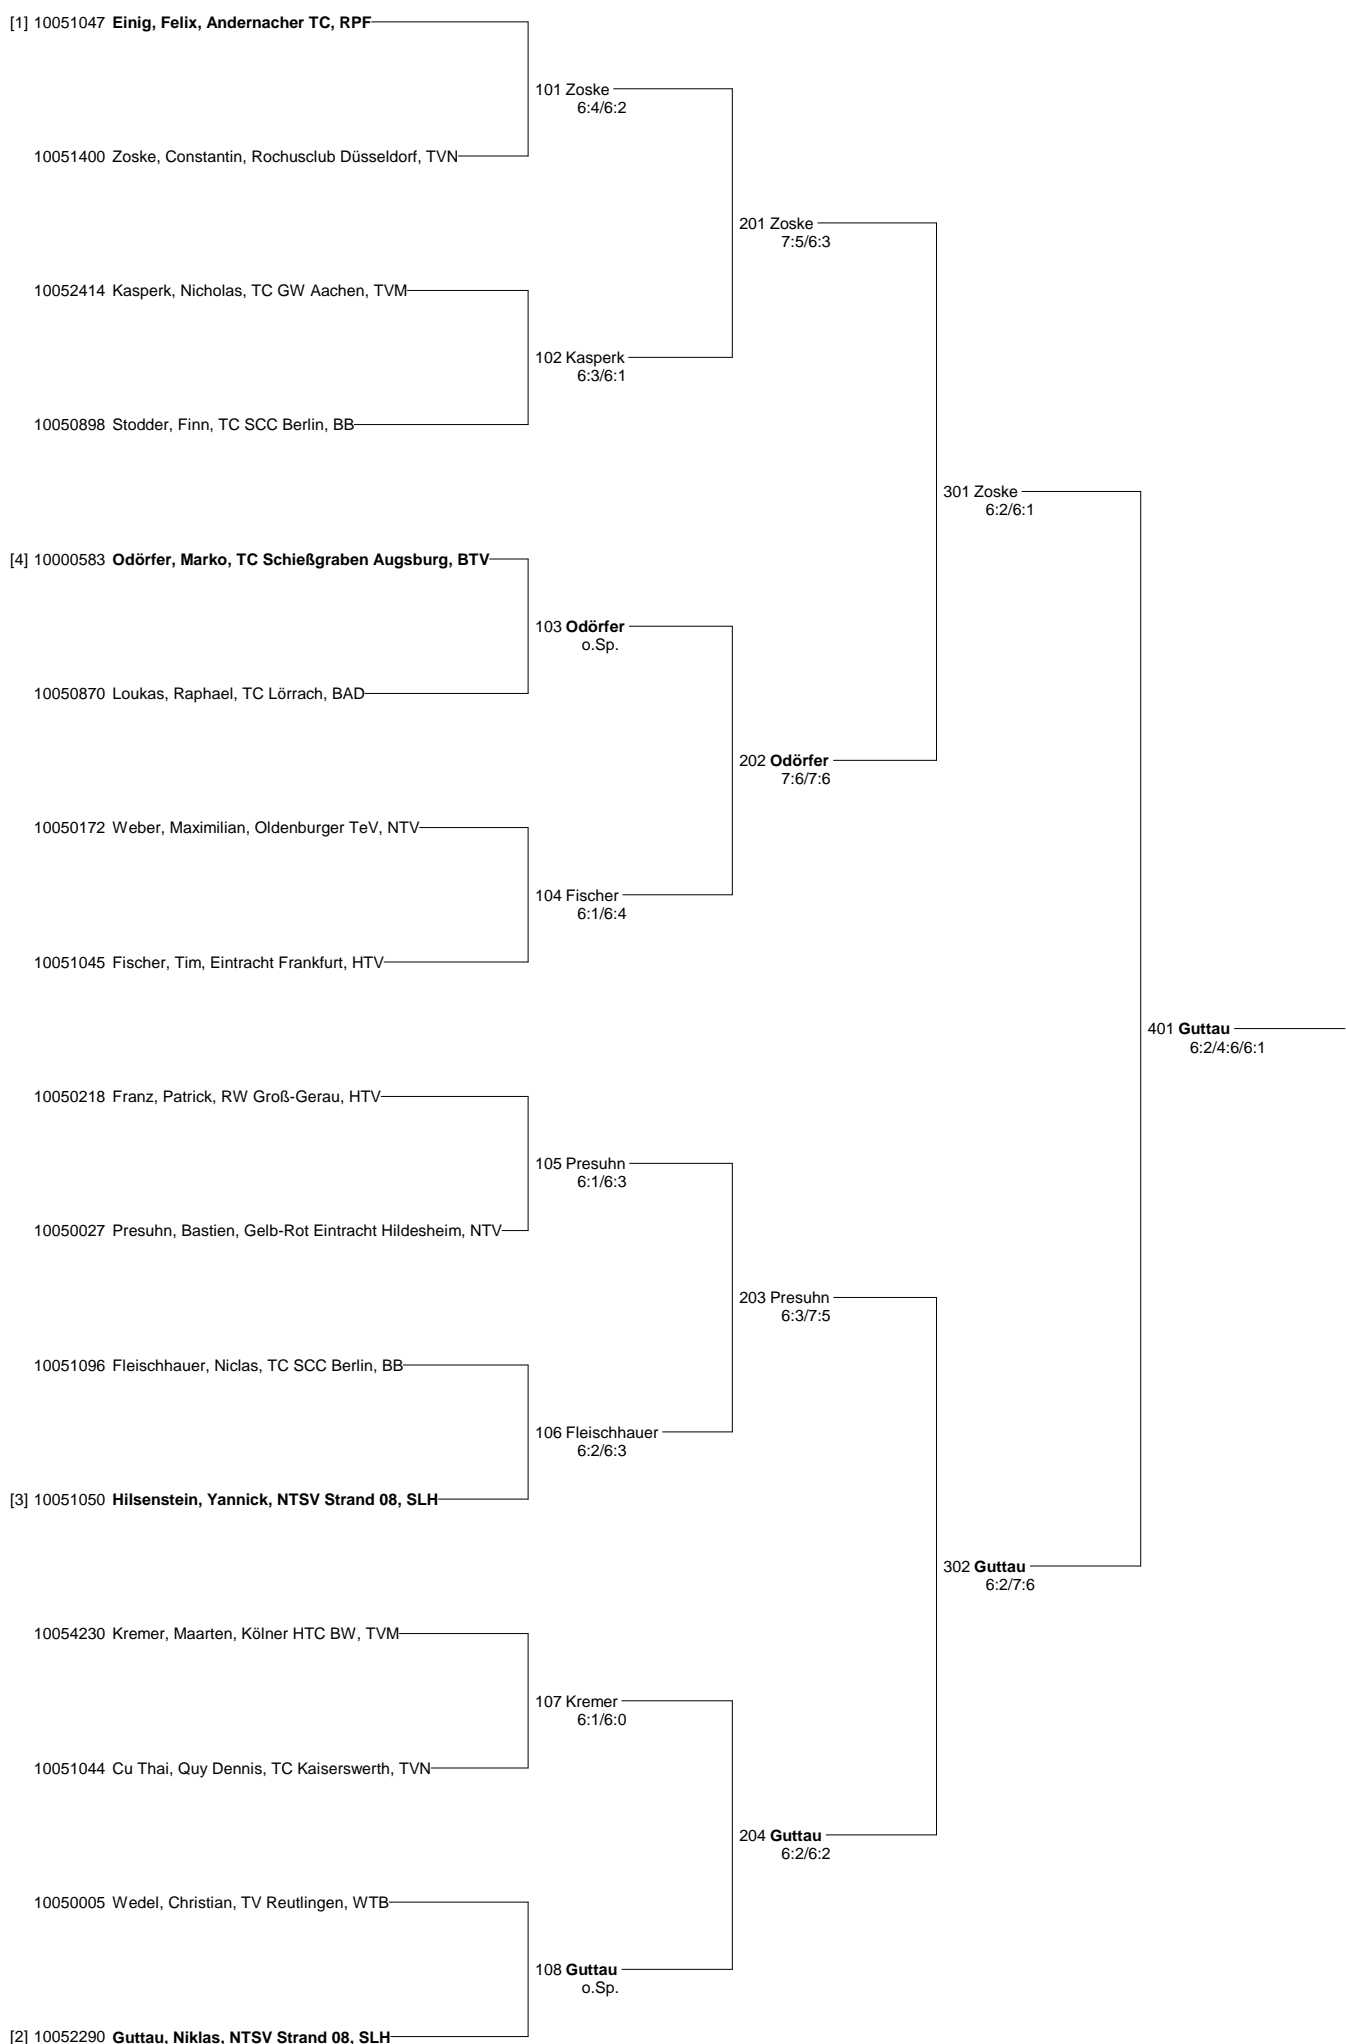 [1] 10051047 Einig, Felix, Andernacher TC, RPF
101 Zoske
6:4/6:2
10051400 Zoske, Constantin, Rochusclub Düsseldorf, TVN
201 Zoske
7:5/6:3
10052414 Kasperk, Nicholas, TC GW Aachen, TVM
102 Kasperk
6:3/6:1
10050898 Stodder, Finn, TC SCC Berlin, BB
301 Zoske
6:2/6:1
[4] 10000583 Odörfer, Marko, TC Schießgraben Augsburg, BTV
103 Odörfer
o.Sp.
10050870 Loukas, Raphael, TC Lörrach, BAD
202 Odörfer
7:6/7:6
10050172 Weber, Maximilian, Oldenburger TeV, NTV
104 Fischer
6:1/6:4
10051045 Fischer, Tim, Eintracht Frankfurt, HTV
401 Guttau
6:2/4:6/6:1
10050218 Franz, Patrick, RW Groß-Gerau, HTV
105 Presuhn
6:1/6:3
10050027 Presuhn, Bastien, Gelb-Rot Eintracht Hildesheim, NTV
203 Presuhn
6:3/7:5
10051096 Fleischhauer, Niclas, TC SCC Berlin, BB
106 Fleischhauer
6:2/6:3
[3] 10051050 Hilsenstein, Yannick, NTSV Strand 08, SLH
302 Guttau
6:2/7:6
10054230 Kremer, Maarten, Kölner HTC BW, TVM
107 Kremer
6:1/6:0
10051044 Cu Thai, Quy Dennis, TC Kaiserswerth, TVN
204 Guttau
6:2/6:2
10050005 Wedel, Christian, TV Reutlingen, WTB
108 Guttau
o.Sp.
[2] 10052290 Guttau, Niklas, NTSV Strand 08, SLH